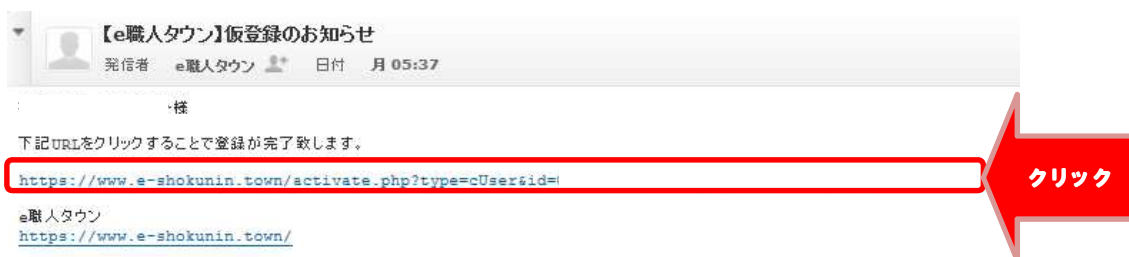 【e職人タウン】仮登録のお知らせ
発信者 e職人タウン 日付 月 05:37
様
下記URLをクリックすることで登録が完了致します。
https://www.e-shokunin.town/activate.php?type=cUser&id=
クリック
e職人タウン
https://www.e-shokunin.town/